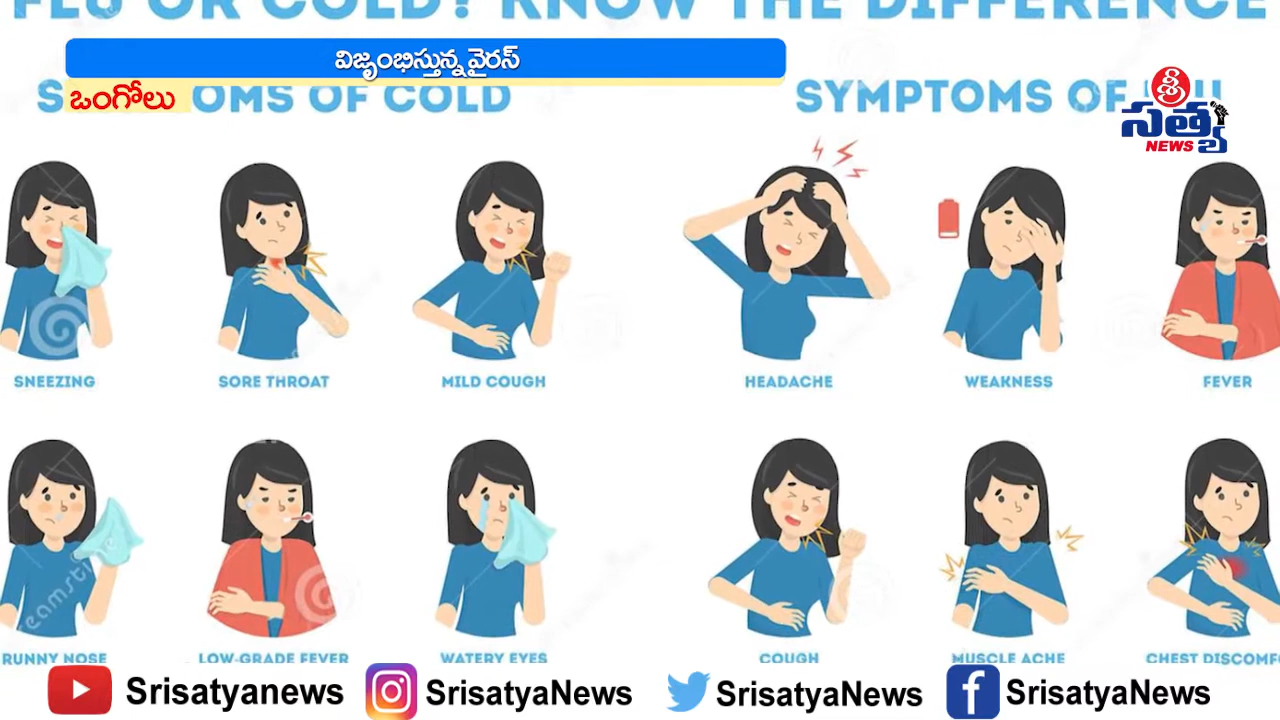 FLU OR COLD? KNOW THE DIFFERENCE
విజృంభిస్తున్న వైరస్
ఒంగోలు
OMS OF COLD
SYMPTOMS OF
శ్రీ
సత్య
NEWS
SNEEZING
SORE THROAT
MILD COUGH
HEADACHE
WEAKNESS
FEVER
RUNNY NOSE
LOW-GRADE FEVER
WATERY EYES
COUGH
MUSCLE ACHE
CHEST DISCOMFO
Srisatyanews
SrisatyaNews
SrisatyaNews
SrisatyaNews